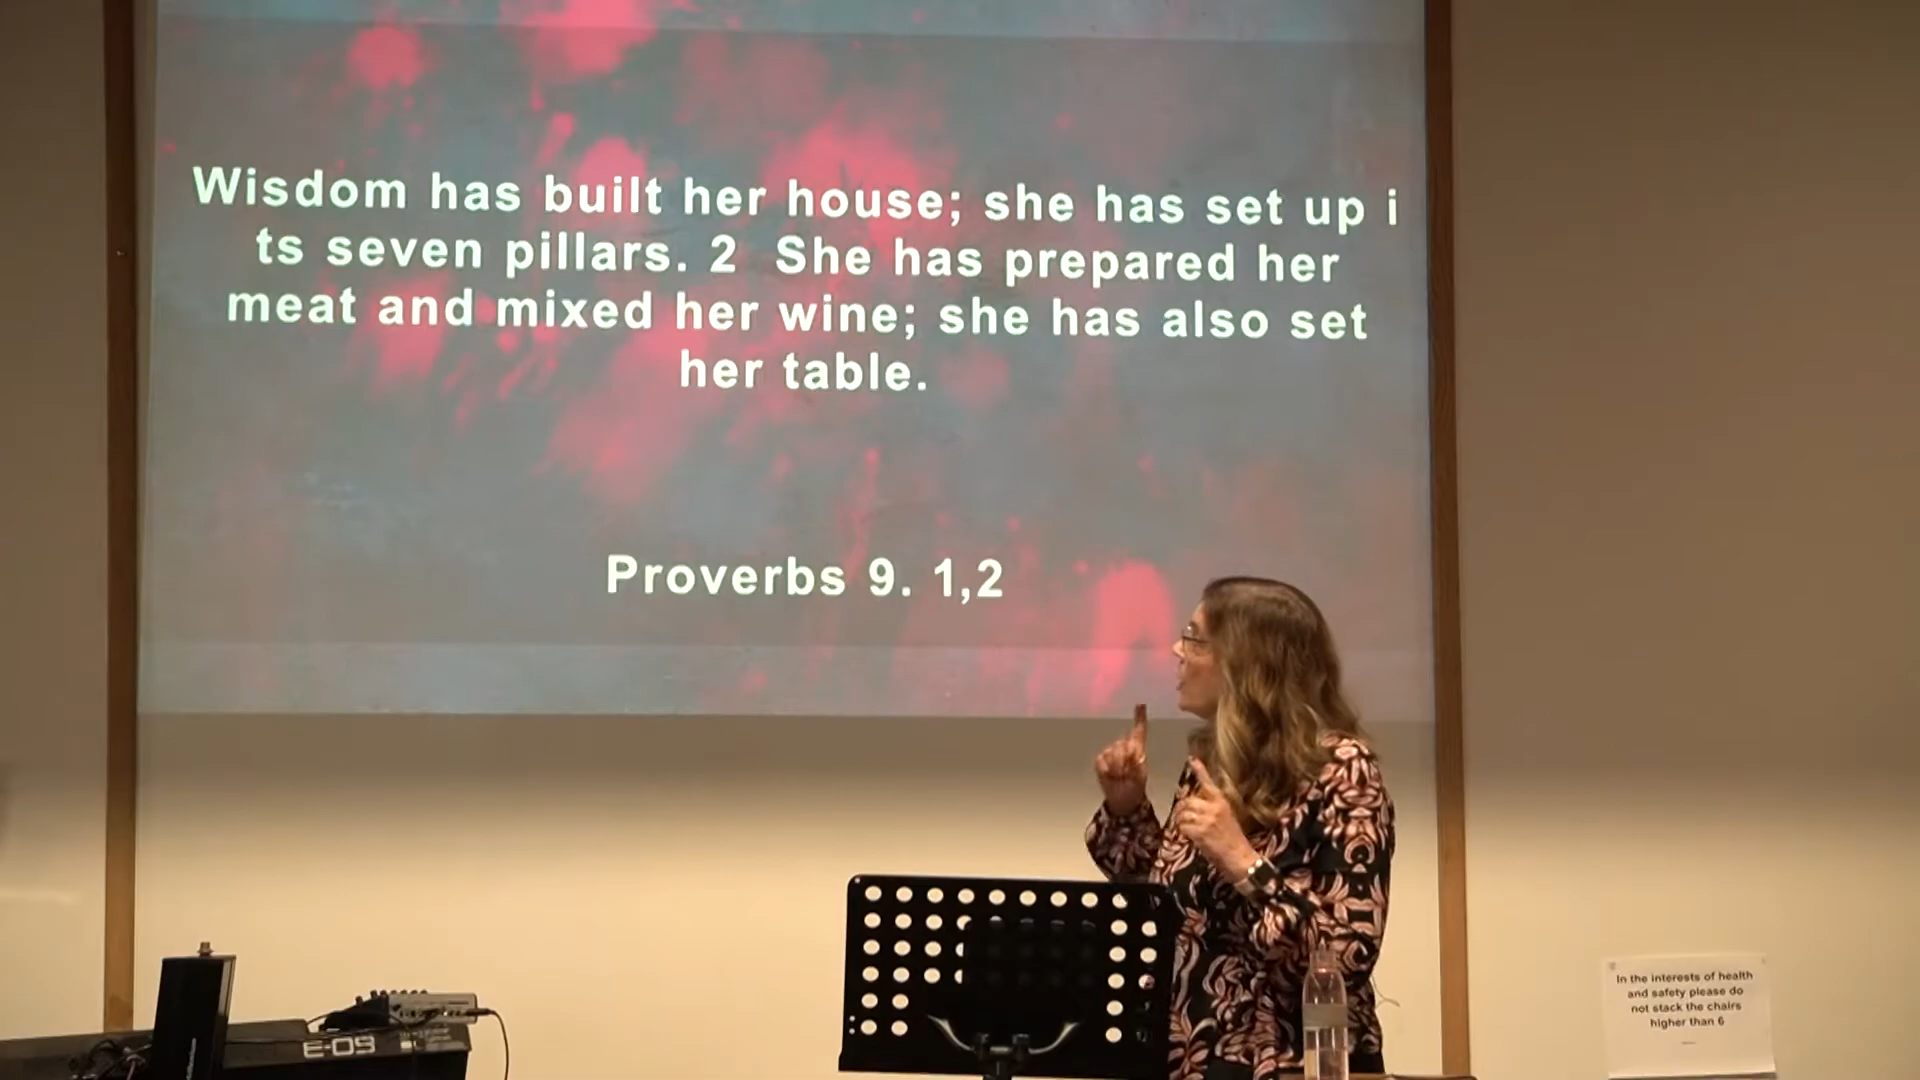 Wisdom has built her house; she has set up i
ts seven pillars. 2  She has prepared her
meat and mixed her wine; she has also set
her table.
Proverbs 9. 1,2
E-09
In the interests of health
and safety please do
not stack the chairs
higher than 6